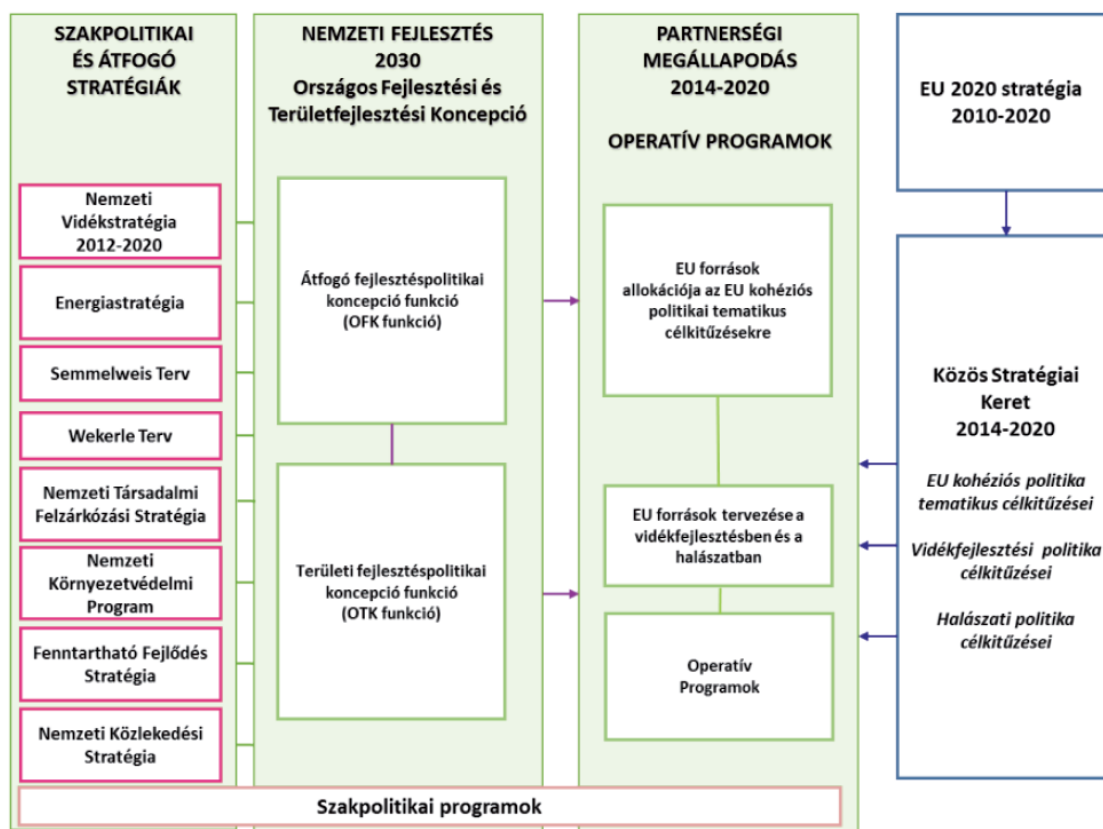 SZAKPOLITIKAI
ÉS ÁTFOGÓ
STRATÉGIÁK
Nemzeti
Vidékstratégia
2012-2020
Energiastratégia
Semmelweis Terv
Wekerle Terv
Nemzeti Társadalmi
Felzárkózási Stratégia
Nemzeti
Környezetvédelmi
Program
Fenntartható Fejlődés
Stratégia
Nemzeti Közlekedési
Stratégia
NEMZETI FEJLESZTÉS
2030
Országos Fejlesztési és
Területfejlesztési Koncepció
Átfogó fejlesztéspolitikai
koncepció funkció
(OFK funkció)
Területi fejlesztéspolitikai
koncepció funkció
(OTK funkció)
PARTNERSÉGI
MEGÁLLAPODÁS
2014-2020
OPERATÍV PROGRAMOK
EU források
allokációja az EU kohéziós
politikai tematikus
célkitűzésekre
EU források tervezése a
vidékfejlesztésben és a
halászatban
Operatív
Programok
EU 2020 stratégia
2010-2020
Közös Stratégiai
Keret
2014-2020
EU kohéziós politika
tematikus célkitűzései
Vidékfejlesztési politika
célkitűzései
Halászati politika
célkitűzései
Szakpolitikai programok